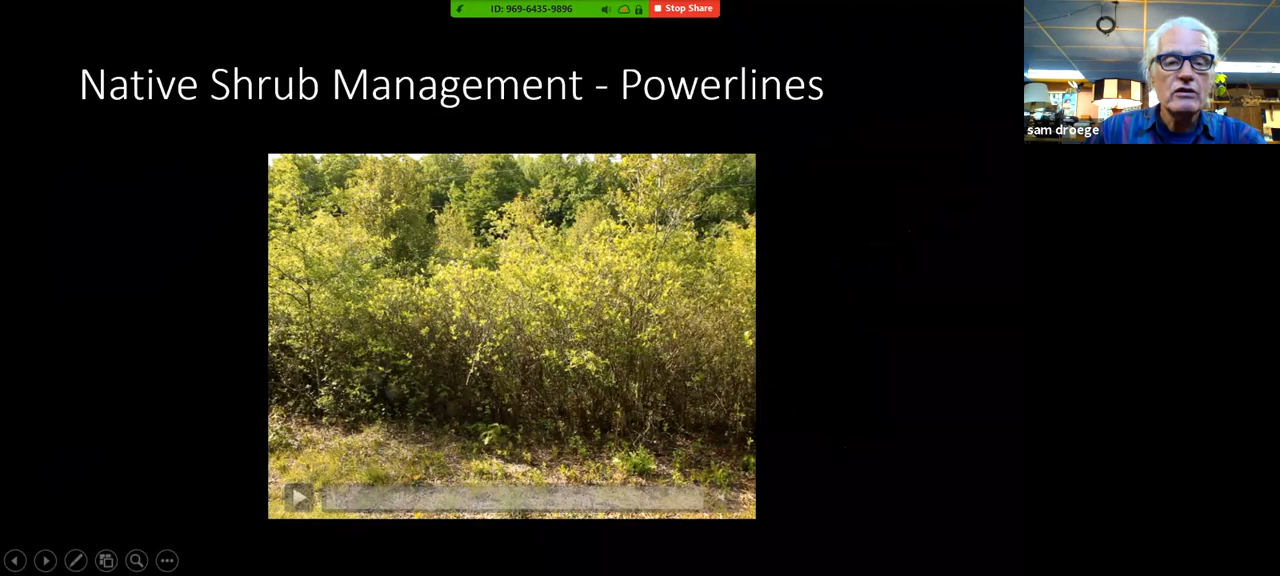 ID: 969-6435-9896
Stop Share
Native Shrub Management - Powerlines
sam droege